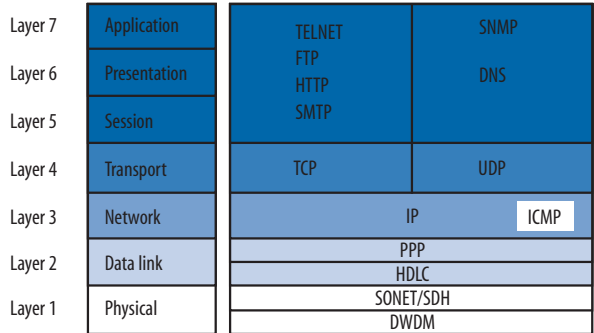 Layer 7 Application TELNET SNMP
FTP
Layer 6 Presentation HTTP DNS
Layer 5 Session SMTP
Layer 4 Transport TCP UDP
Layer 3 Network IP ICMP
Layer 2 Data link PPP
HDLC
Layer 1 Physical SONET/SDH
DWDM